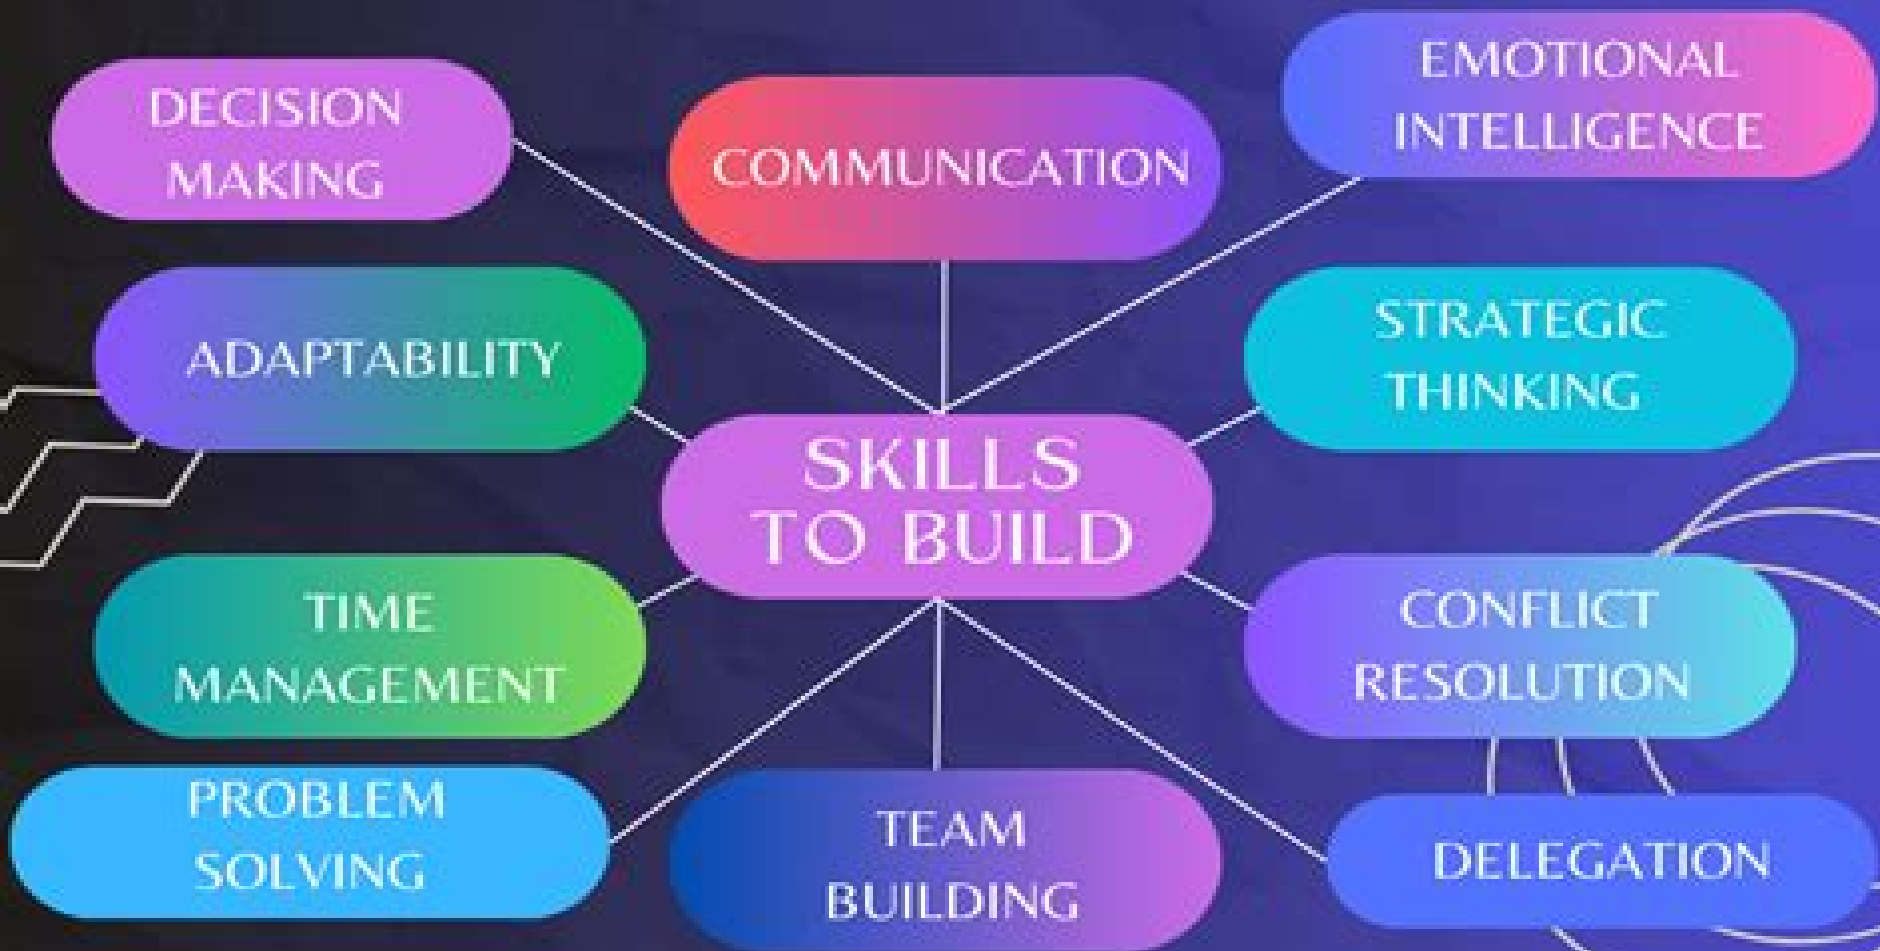 DECISION
MAKING
COMMUNICATION
EMOTIONAL
INTELLIGENCE
ADAPTABILITY
STRATEGIC
THINKING
SKILLS
TO BUILD
TIME
MANAGEMENT
CONFLICT
RESOLUTION
PROBLEM
SOLVING
TEAM
BUILDING
DELEGATION